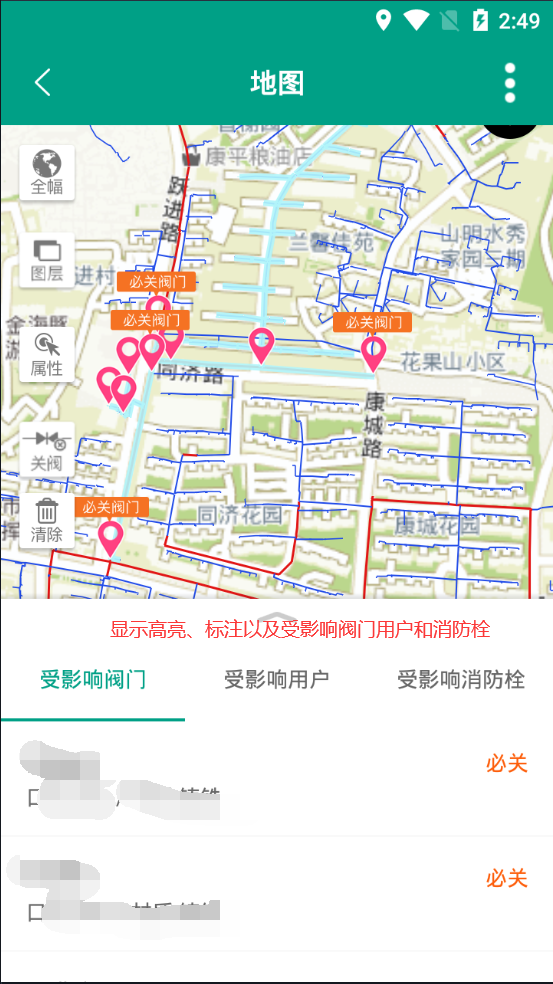 2:49
地图
康平粮油店
跃进路
全幅
兰馨佳苑
山明水秀
家园三期
图层
进村
必关阀门
必关阀门
必关阀门
属性
花果山小区
同济路
康城路
关阀
必关阀门
同济花园
康城花园
清除
显示高亮、标注以及受影响阀门用户和消防栓
受影响阀门
受影响用户
受影响消防栓
必关
口
必关
口